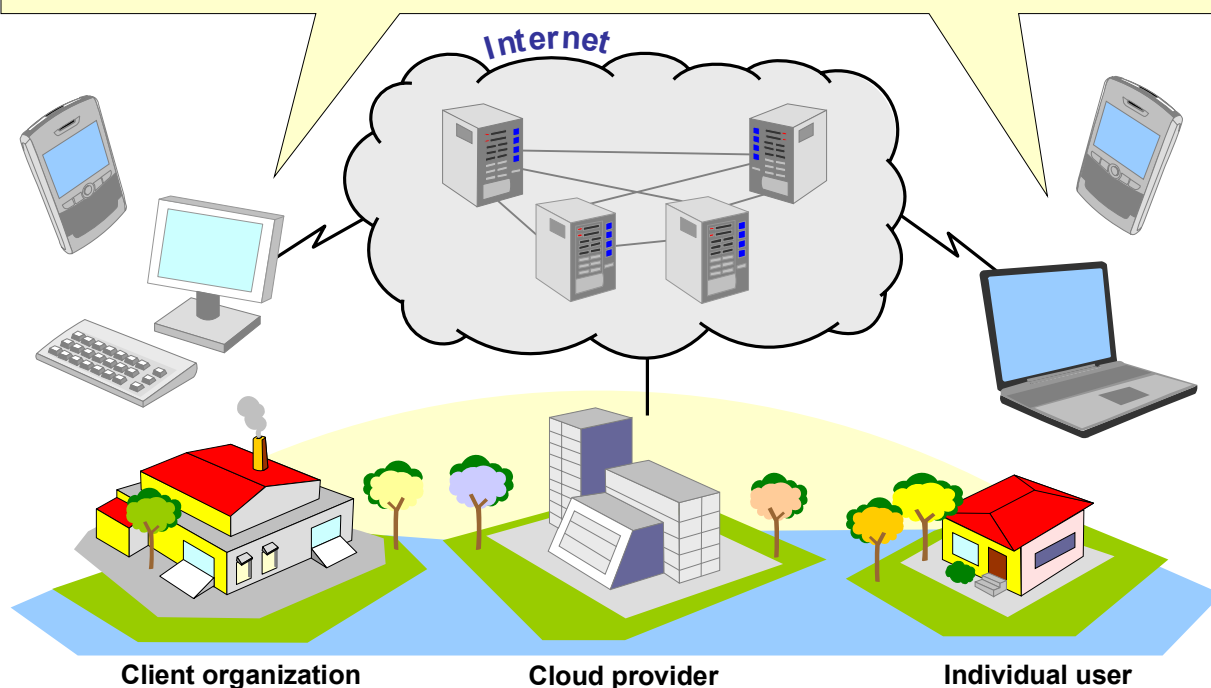 Internet
Client organization
Cloud provider
Individual user